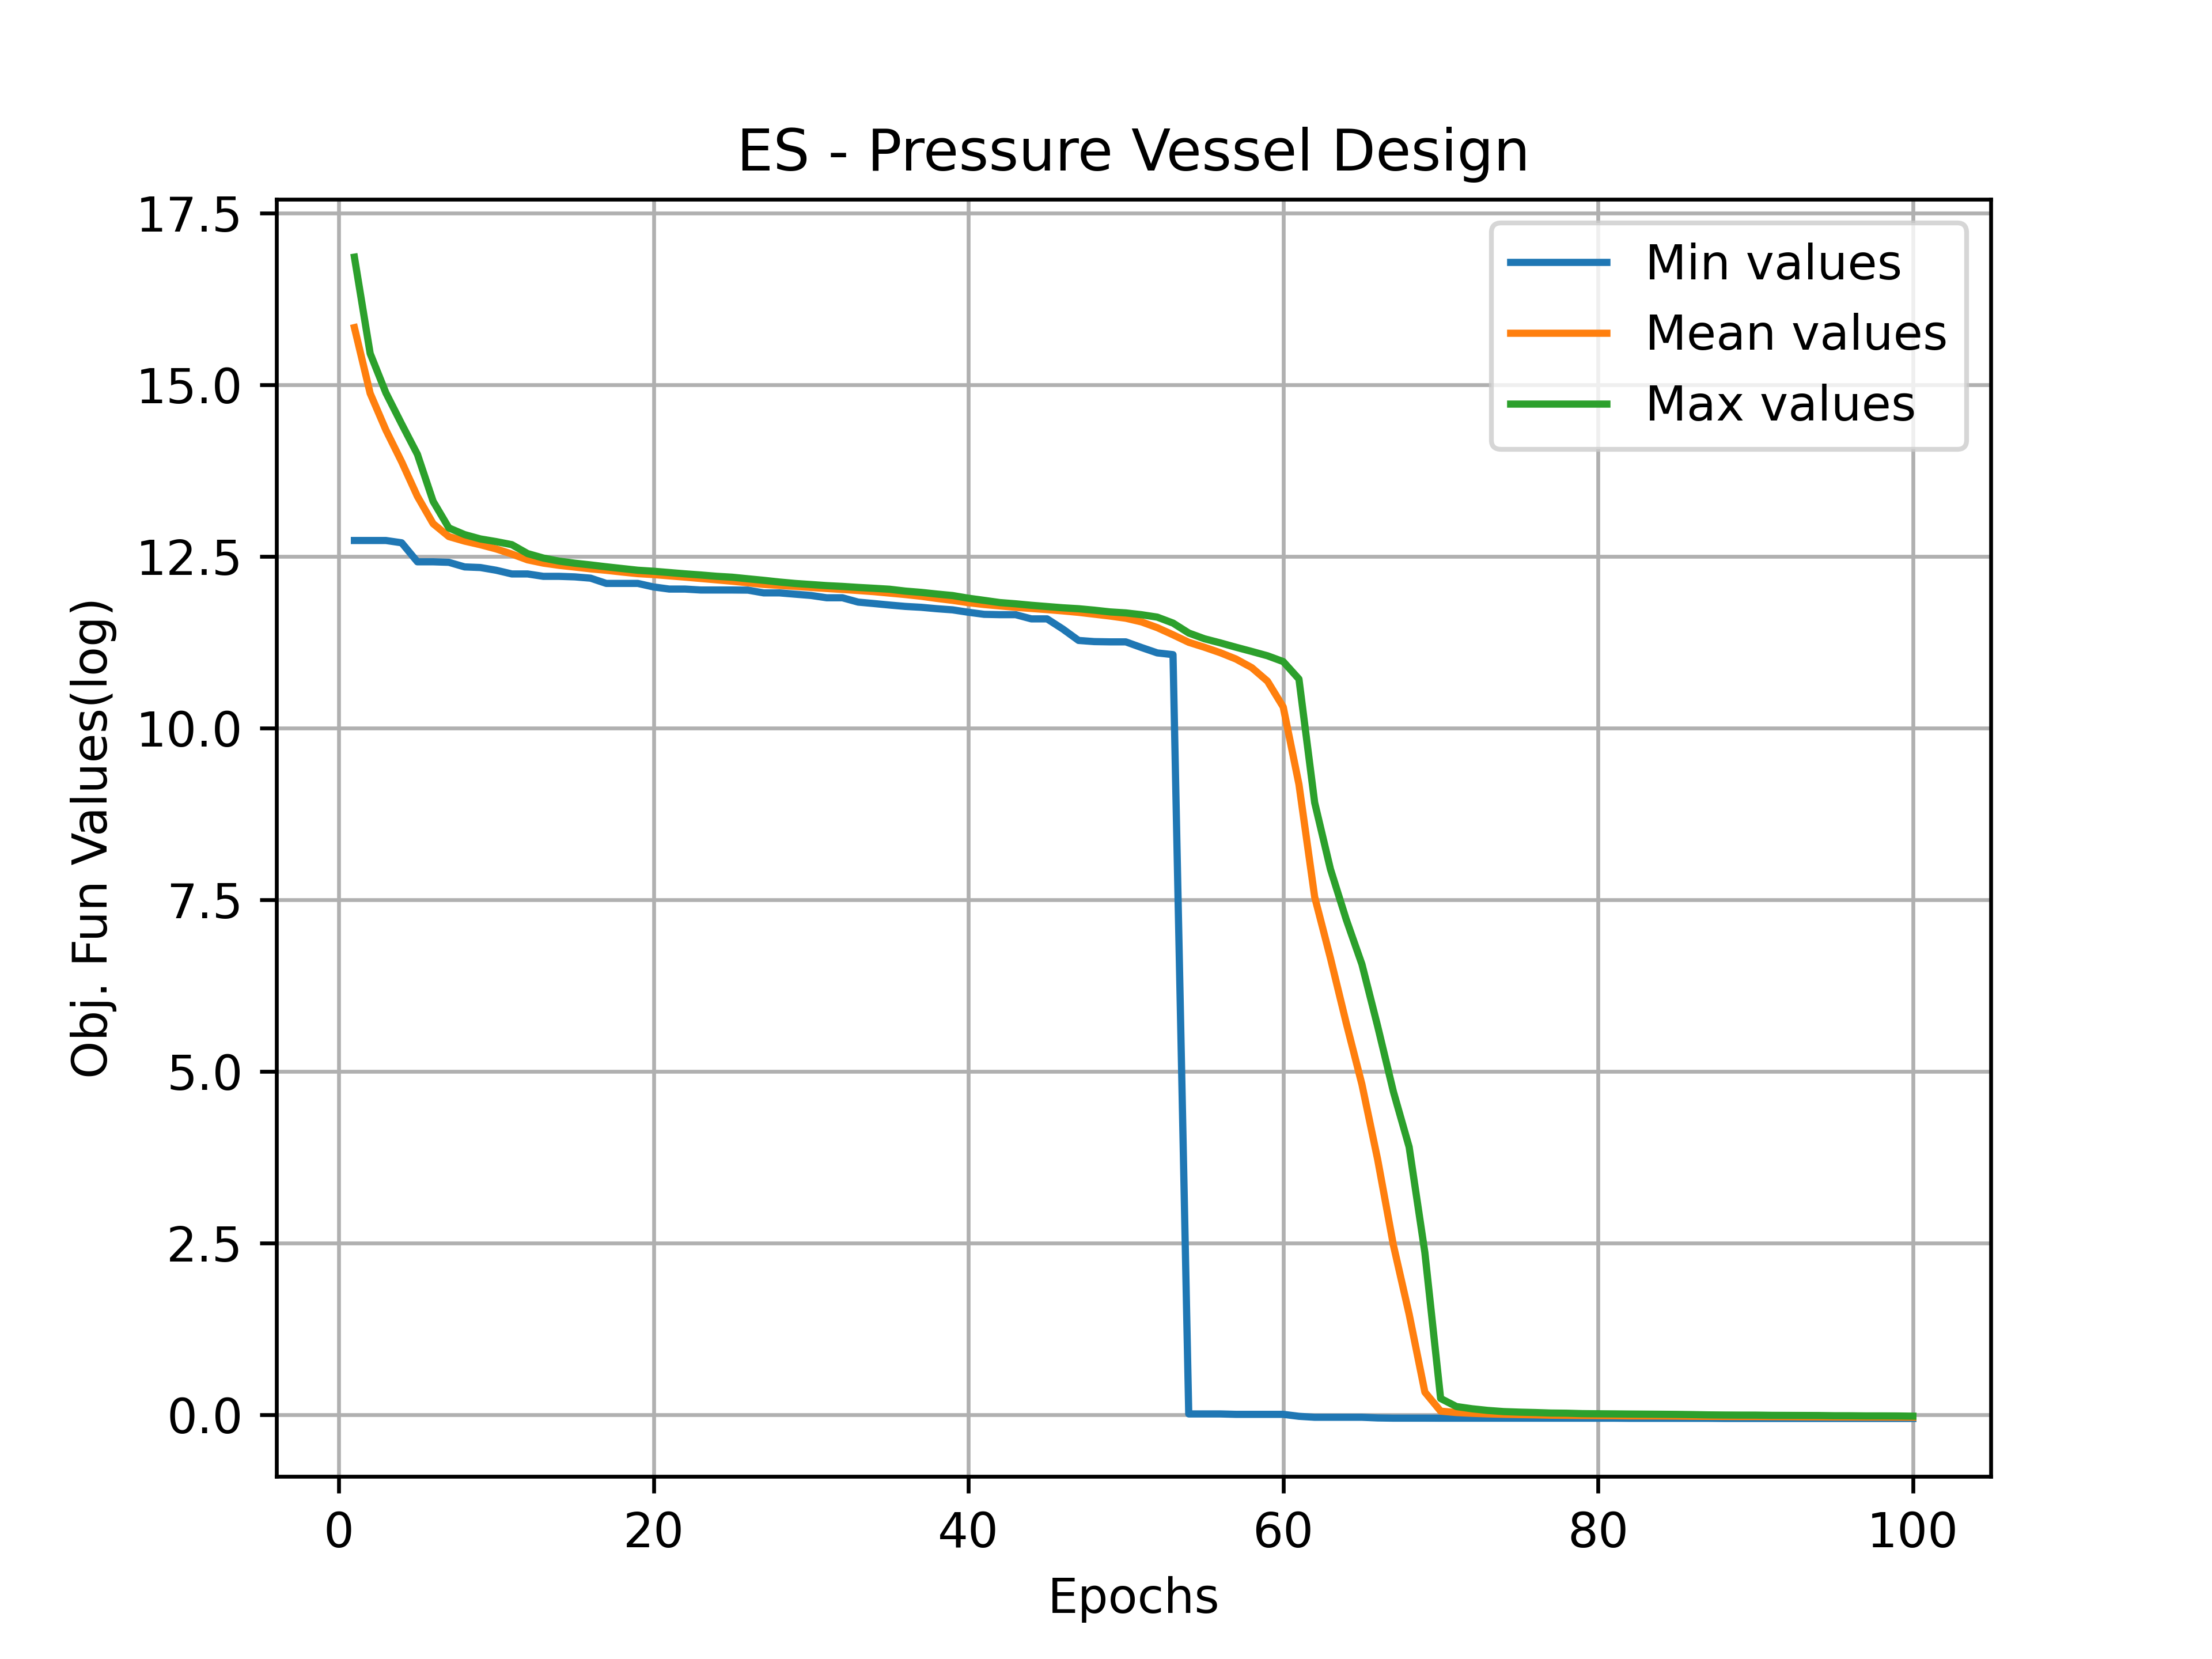 ES - Pressure Vessel Design
17.5
15.0
12.5
10.0
7.5
5.0
2.5
0.0
Obj. Fun Values(log)
Min values
Mean values
Max values
0 20 40 60 80 100
Epochs